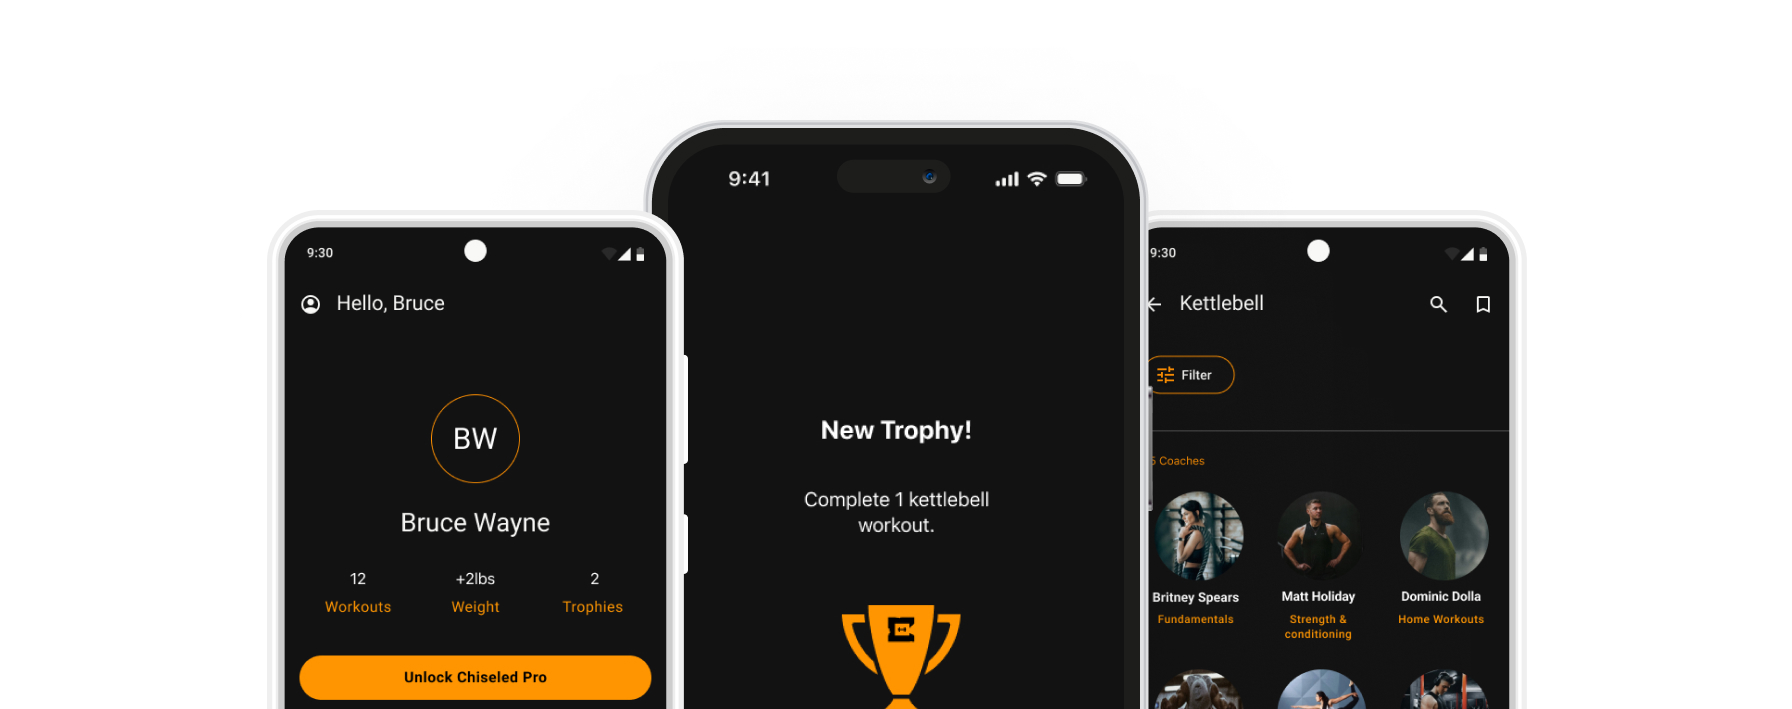 9:30
Hello, Bruce
BW
Bruce Wayne
12
Workouts
+2lbs
Weight
2
Trophies
Unlock Chiseled Pro
9:41
New Trophy!
Complete 1 kettlebell
workout.
9:30
Kettlebell
Filter
Coaches
Britney Spears
Fundamentals
Matt Holiday
Strength &
conditioning
Dominic Dolla
Home Workouts